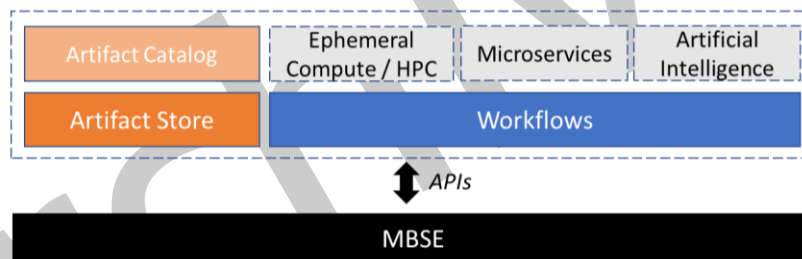 Artifact Catalog
Ephemeral
Compute / HPC
Microservices
Artificial
Intelligence
Artifact Store
Workflows
APIs
MBSE